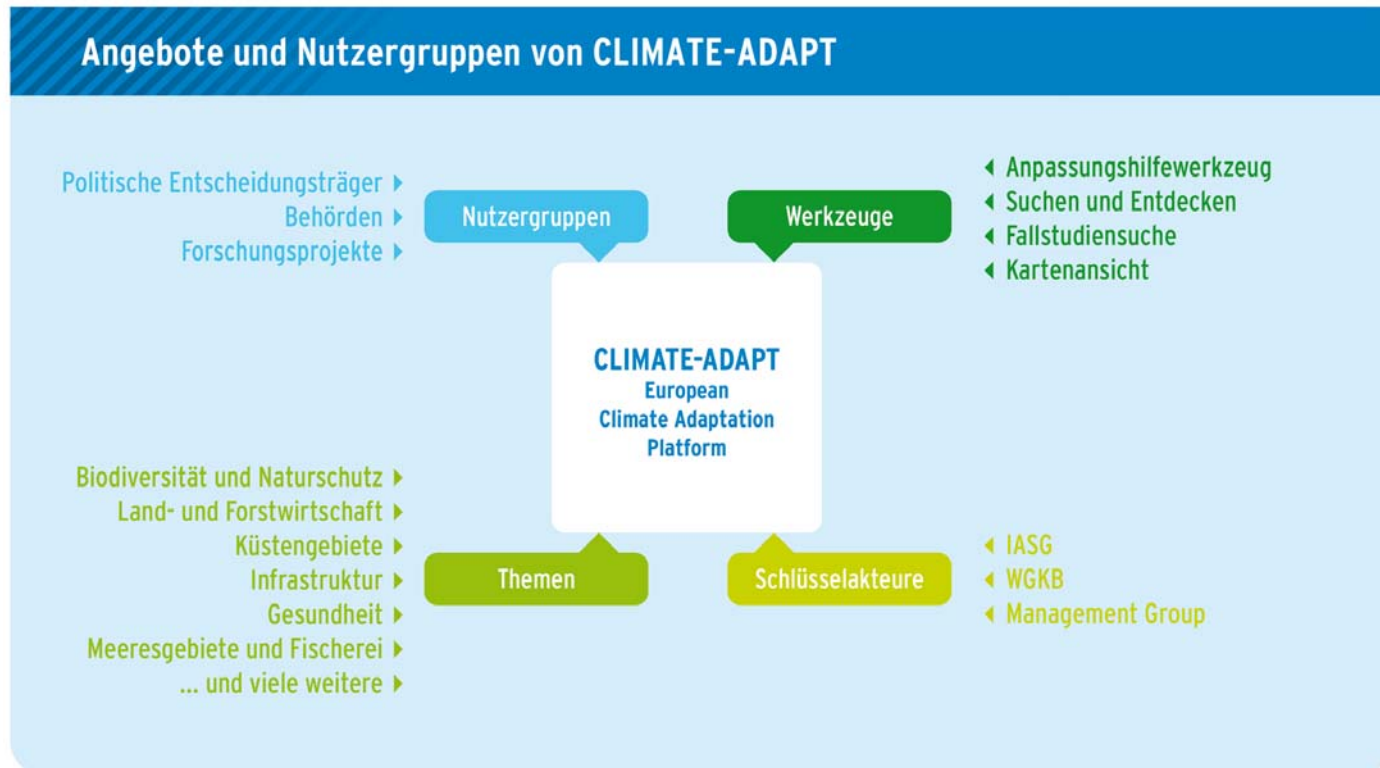 Angebote und Nutzergruppen von CLIMATE-ADAPT
Politische Entscheidungsträger
Behörden
Forschungsprojekte
Nutzergruppen
Werkzeuge
Anpassungshilfewerkzeug
Suchen und Entdecken
Fallstudiensuche
Kartenansicht
CLIMATE-ADAPT
European
Climate Adaptation
Platform
Biodiversität und Naturschutz
Land- und Forstwirtschaft
Küstengebiete
Infrastruktur
Gesundheit
Meeresgebiete und Fischerei
... und viele weitere
Themen
Schlüsselakteure
IASG
WGKB
Management Group